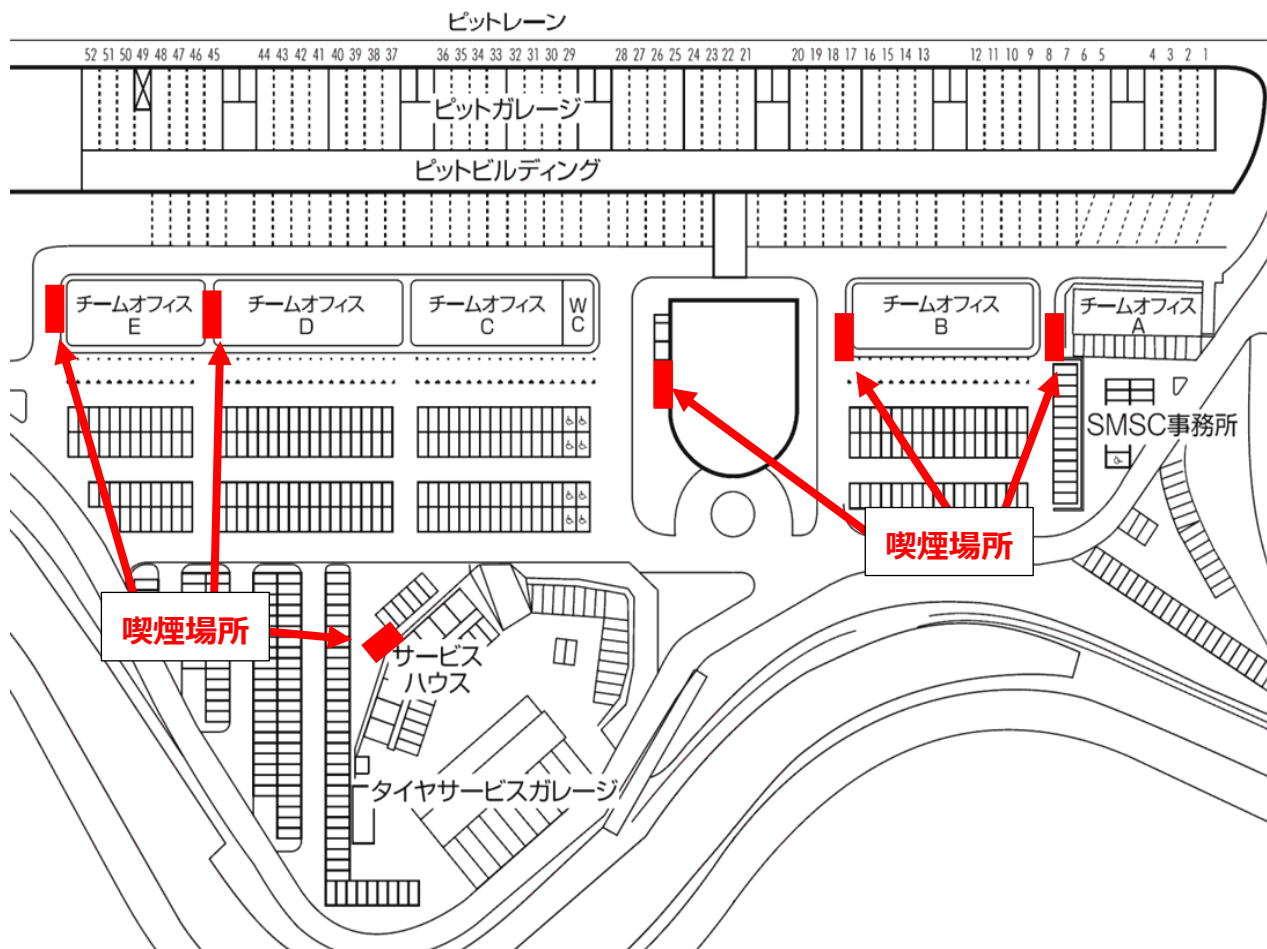 ピットレーン
52 51 50 49 48 47 46 45 44 43 42 41 40 39 38 37 36 35 34 33 32 31 30 29 28 27 26 25 24 23 22 21 20 19 18 17 16 15 14 13 12 11 10 9 8 7 6 5 4 3 2 1
ピットガレージ
ピットビルディング
チームオフィス
E
チームオフィス
D
チームオフィス
C
W
C
チームオフィス
B
チームオフィス
A
SMSC事務所
喫煙場所
喫煙場所
サービス
ハウス
タイヤサービスガレージ